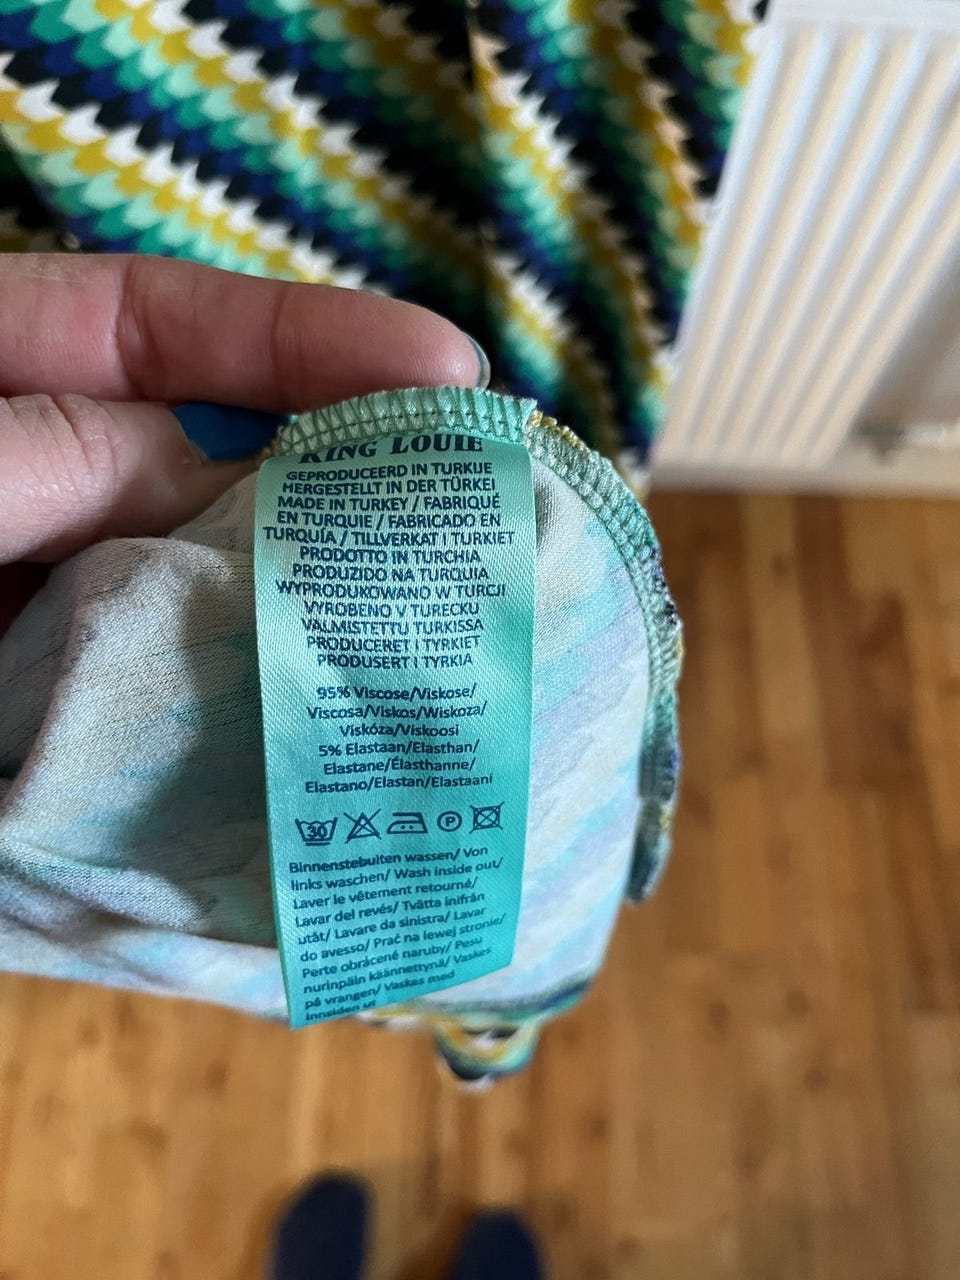 KING LOUIE
GEPRODUCEERD IN TURKIJE
HERGESTELLT IN DER TÜRKEI
MADE IN TURKEY / FABRIQUÉ
EN TURQUIE / FABRICADO EN
TURQUÍA / TILLVERKAT I TURKIET
PRODOTTO IN TURCHIA
PRODUZIDO NA TURQUIA
WYPRODUKOWANO W TURCJI
VYROBENO V TURECKU
VALMISTETTU TURKISSA
PRODUCERET I TYRKIET
PRODUSERT I TYRKIA
95% Viscose/Viskose/
Viscosa/Viskos/Wiskoza/
Viskóza/Viskoosi
5% Elastaan/Elasthan/
Elastane/Élasthanne/
Elastano/Elastan/Elastaani
30 P
Binnenstebuiten wassen/ Von
links waschen/ Wash inside out/
Laver le vêtement retourné/
Lavar del revés/ Tvätta inifrån
utåt/ Lavare da sinistra/ Lavar
do avesso/ Prać na lewej stronie/
Perte obrácené naruby/ Pesu
nurinpäin käännettynä/ Vaskes
på vrangen/ Vaskes med
innsiden ut